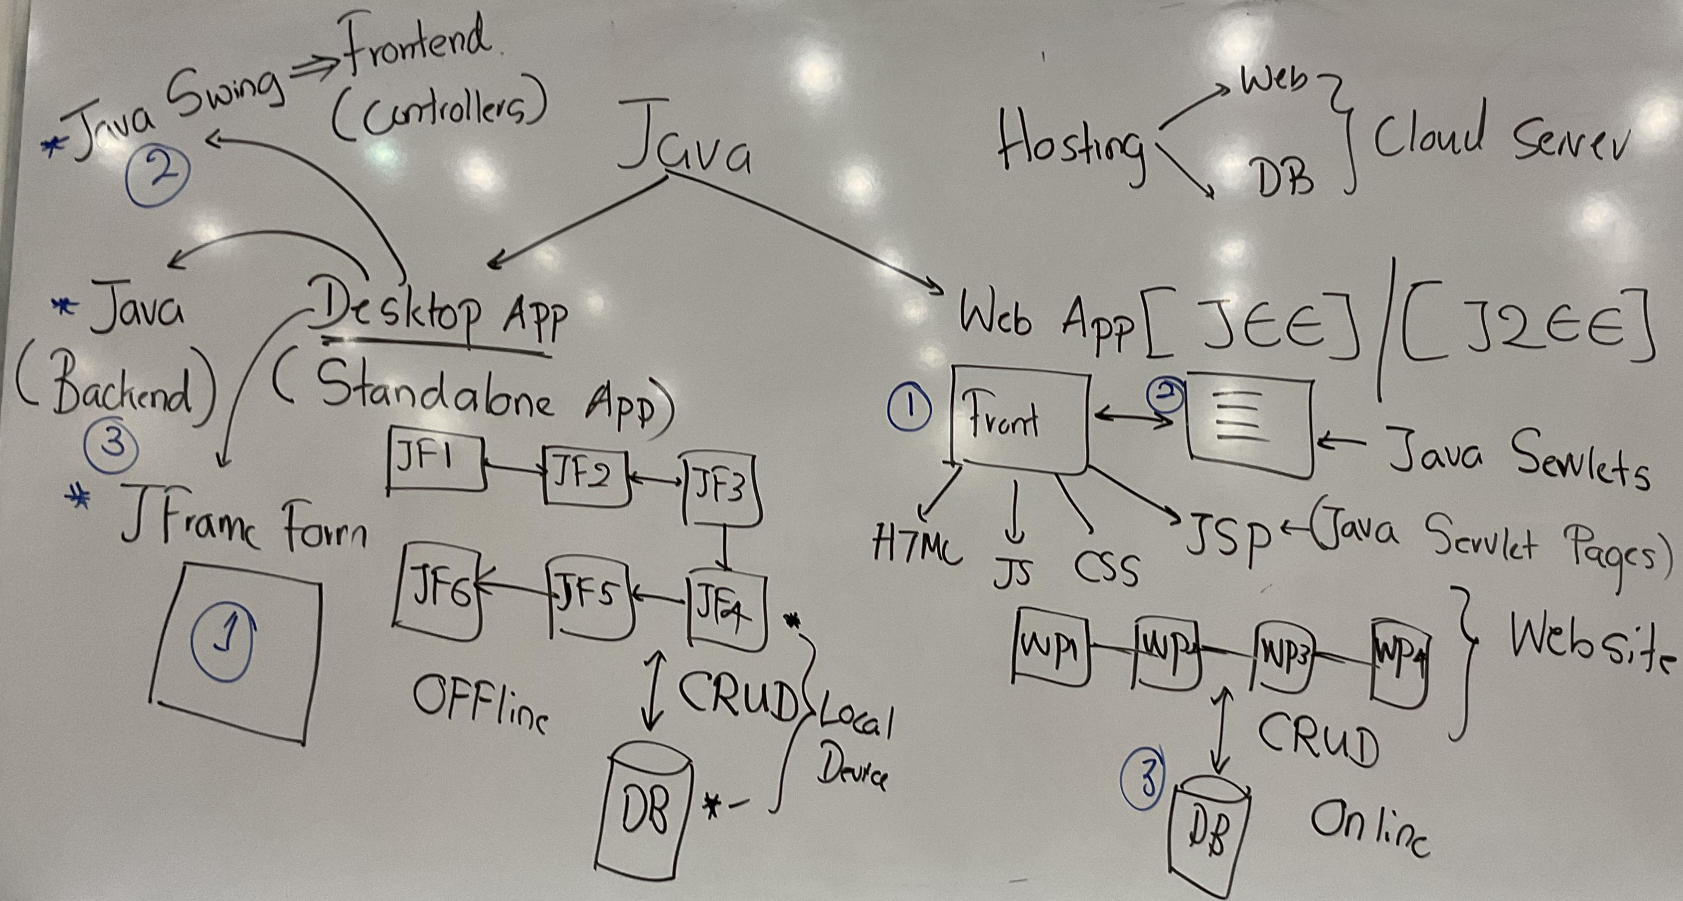 * Java Swing ⇒ Frontend.
(Controllers)
2
Java
Hosting
Web
DB
Cloud Server
* Java
(Backend)
3
Desktop App
(Standalone App)
* JFrame Form
1
JF1
JF2
JF3
JF6
JF5
JF4 *
OFFline
CRUD
Local
Device
DB * -
Web App [JEE] / [J2EE]
1
Front
2
Java Servlets
HTML
JS
CSS
JSP ← (Java Servlet Pages)
WP1
WP2
WP3
WP4
Website
CRUD
3
DB
Online